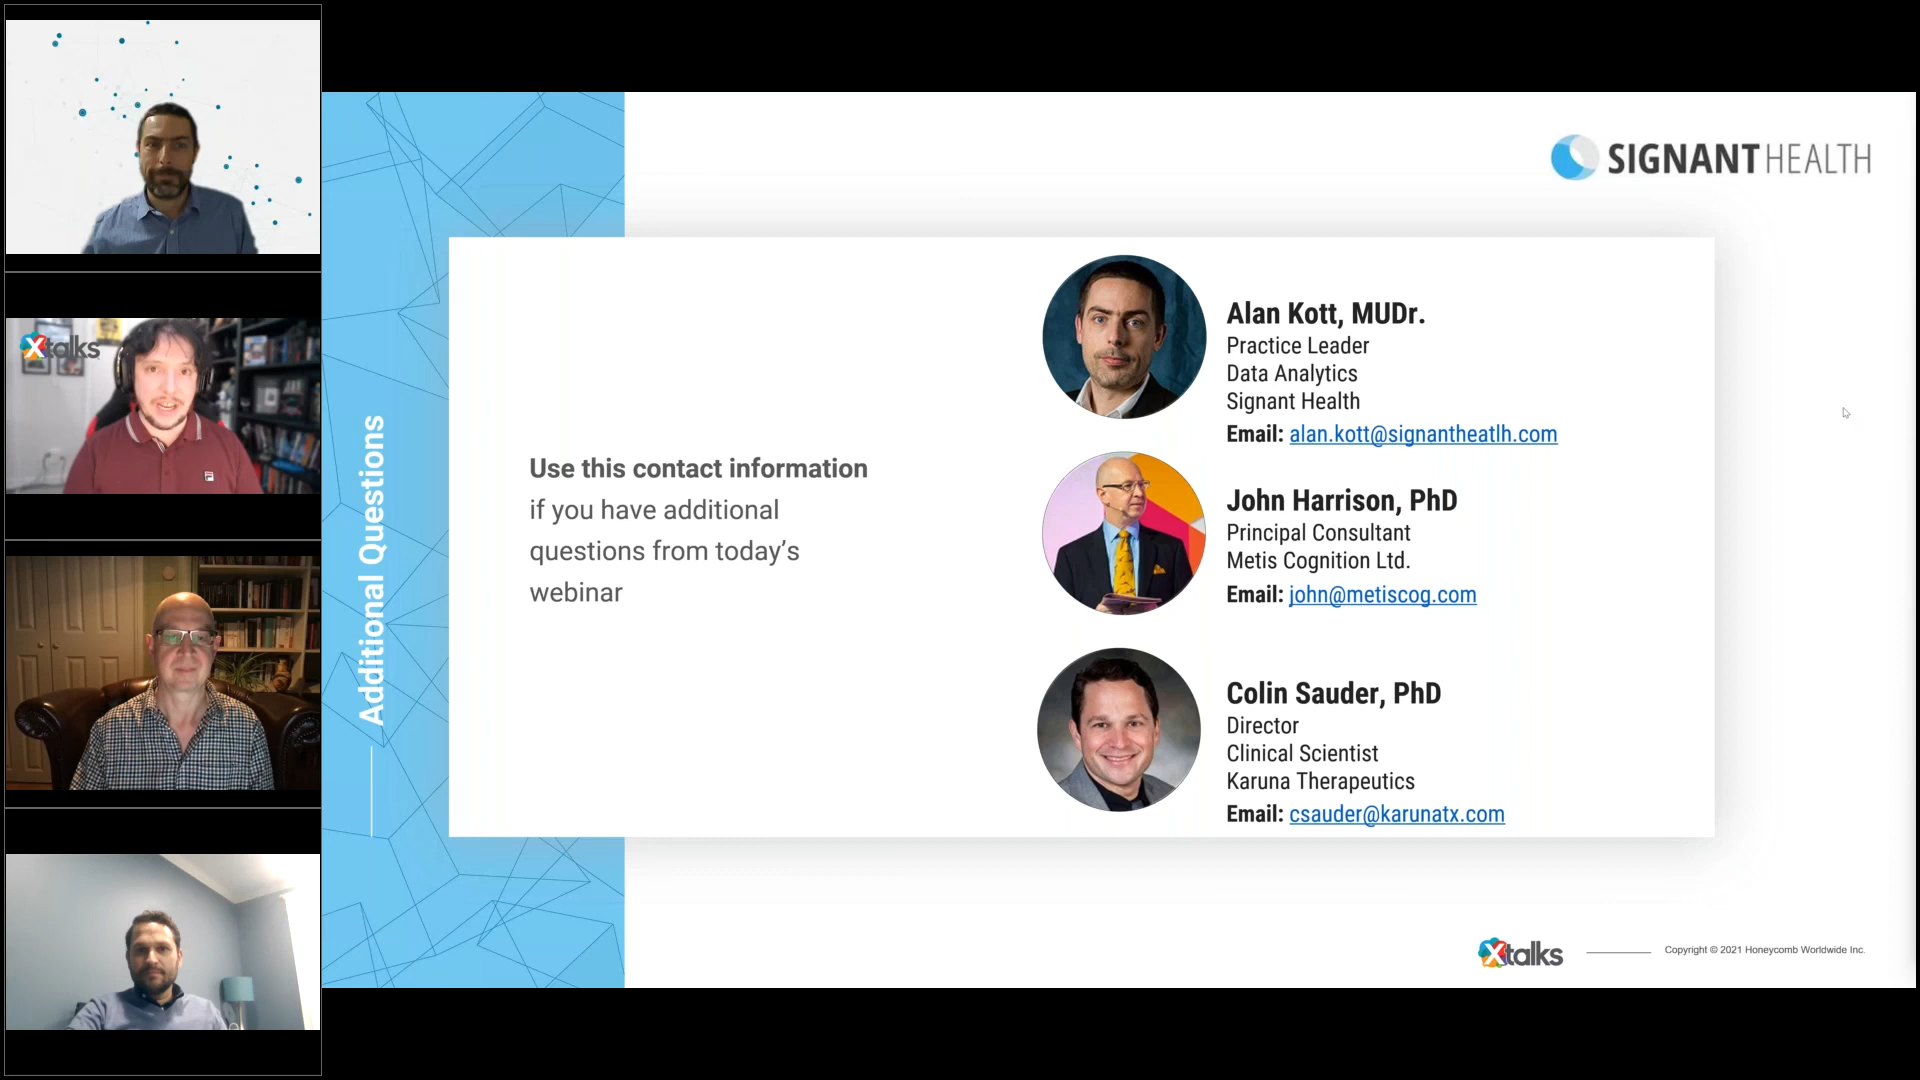 Xtalks
Additional Questions
SIGNANT HEALTH
Use this contact information
if you have additional
questions from today’s
webinar
Alan Kott, MUDr.
Practice Leader
Data Analytics
Signant Health
Email: alan.kott@signantheatlh.com
John Harrison, PhD
Principal Consultant
Metis Cognition Ltd.
Email: john@metiscog.com
Colin Sauder, PhD
Director
Clinical Scientist
Karuna Therapeutics
Email: csauder@karunatx.com
Xtalks
Copyright © 2021 Honeycomb Worldwide Inc.